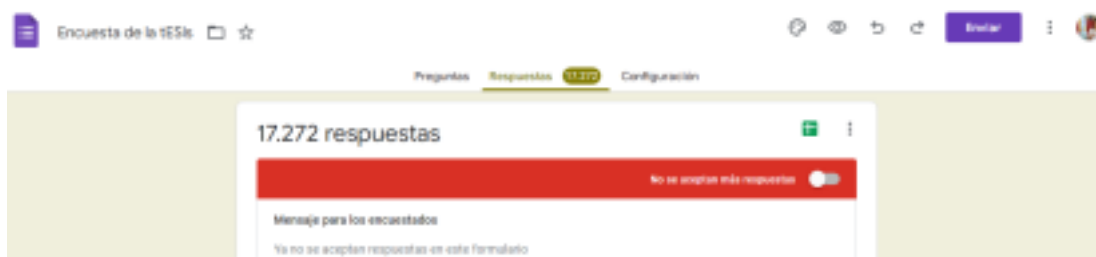 Encuesta de la tESIs
Enviar
Preguntas Respuestas 17.272 Configuración
17.272 respuestas
No se aceptan más respuestas
Mensaje para los encuestados
Ya no se aceptan respuestas en este formulario